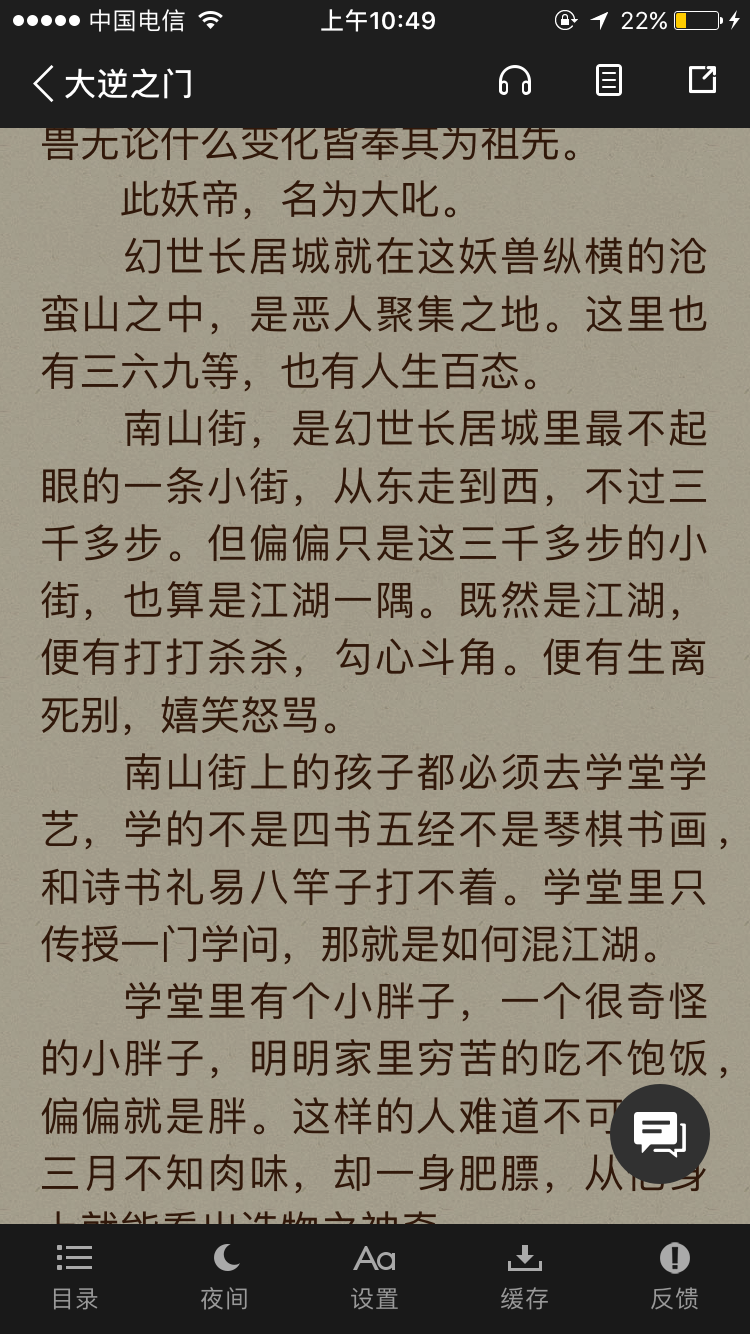 中国电信 上午10:49 22%
大逆之门
兽无论什么变化皆奉其为祖先。
此妖帝，名为大叱。
幻世长居城就在这妖兽纵横的沧
蛮山之中，是恶人聚集之地。这里也
有三六九等，也有人生百态。
南山街，是幻世长居城里最不起
眼的一条小街，从东走到西，不过三
千多步。但偏偏只是这三千多步的小
街，也算是江湖一隅。既然是江湖，
便有打打杀杀，勾心斗角。便有生离
死别，嬉笑怒骂。
南山街上的孩子都必须去学堂学
艺，学的不是四书五经不是琴棋书画，
和诗书礼易八竿子打不着。学堂里只
传授一门学问，那就是如何混江湖。
学堂里有个小胖子，一个很奇怪
的小胖子，明明家里穷苦的吃不饱饭，
偏偏就是胖。这样的人难道不可
三月不知肉味，却一身肥膘，从他身
上就能看出造物之神奇
目录 夜间 Aa 设置 缓存 反馈